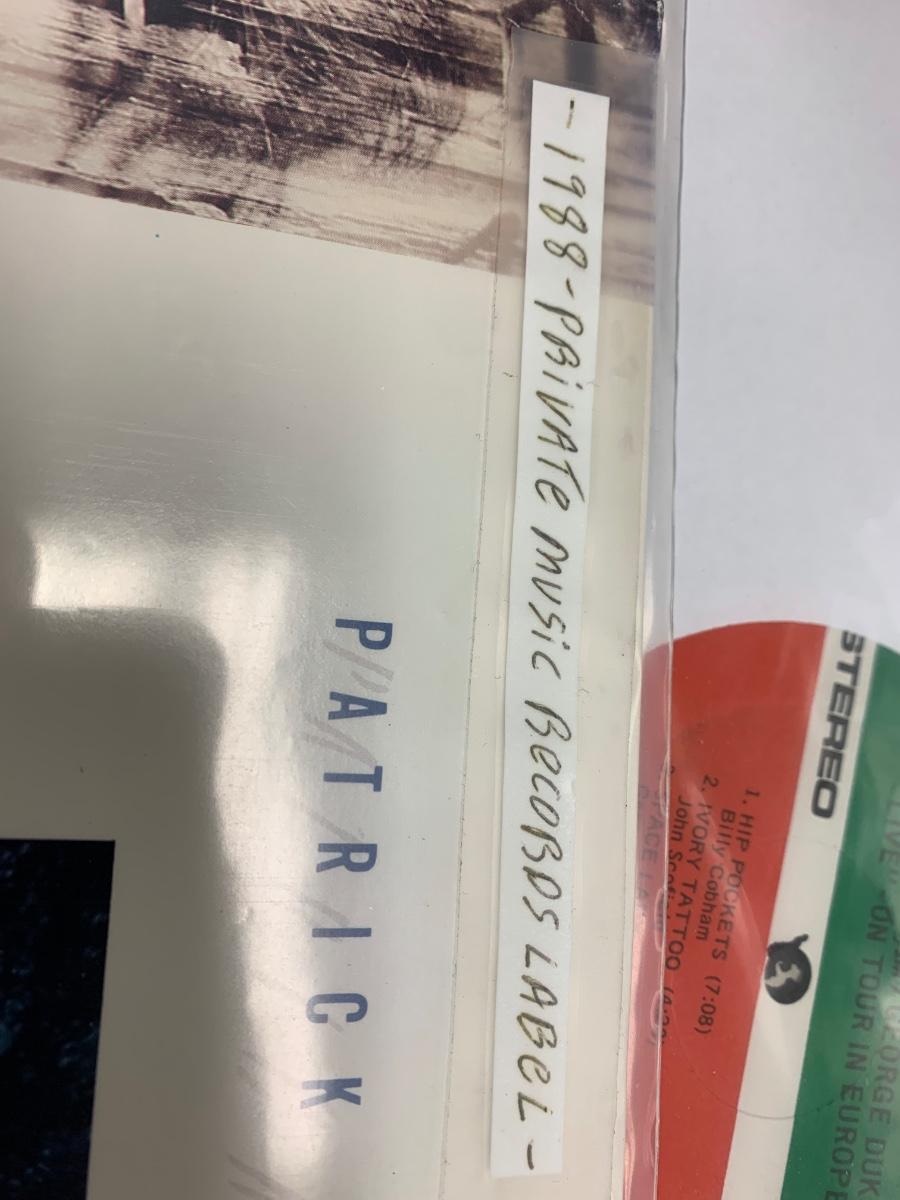 -1988-PRiVATe MUSiC RECORDS LABeL-
PATRICK
STEREO
1. HIP POCKETS (7:08)
Billy Cobham
2. IVORY TATTOO
John
SPACE
ON TOUR IN EUROPE